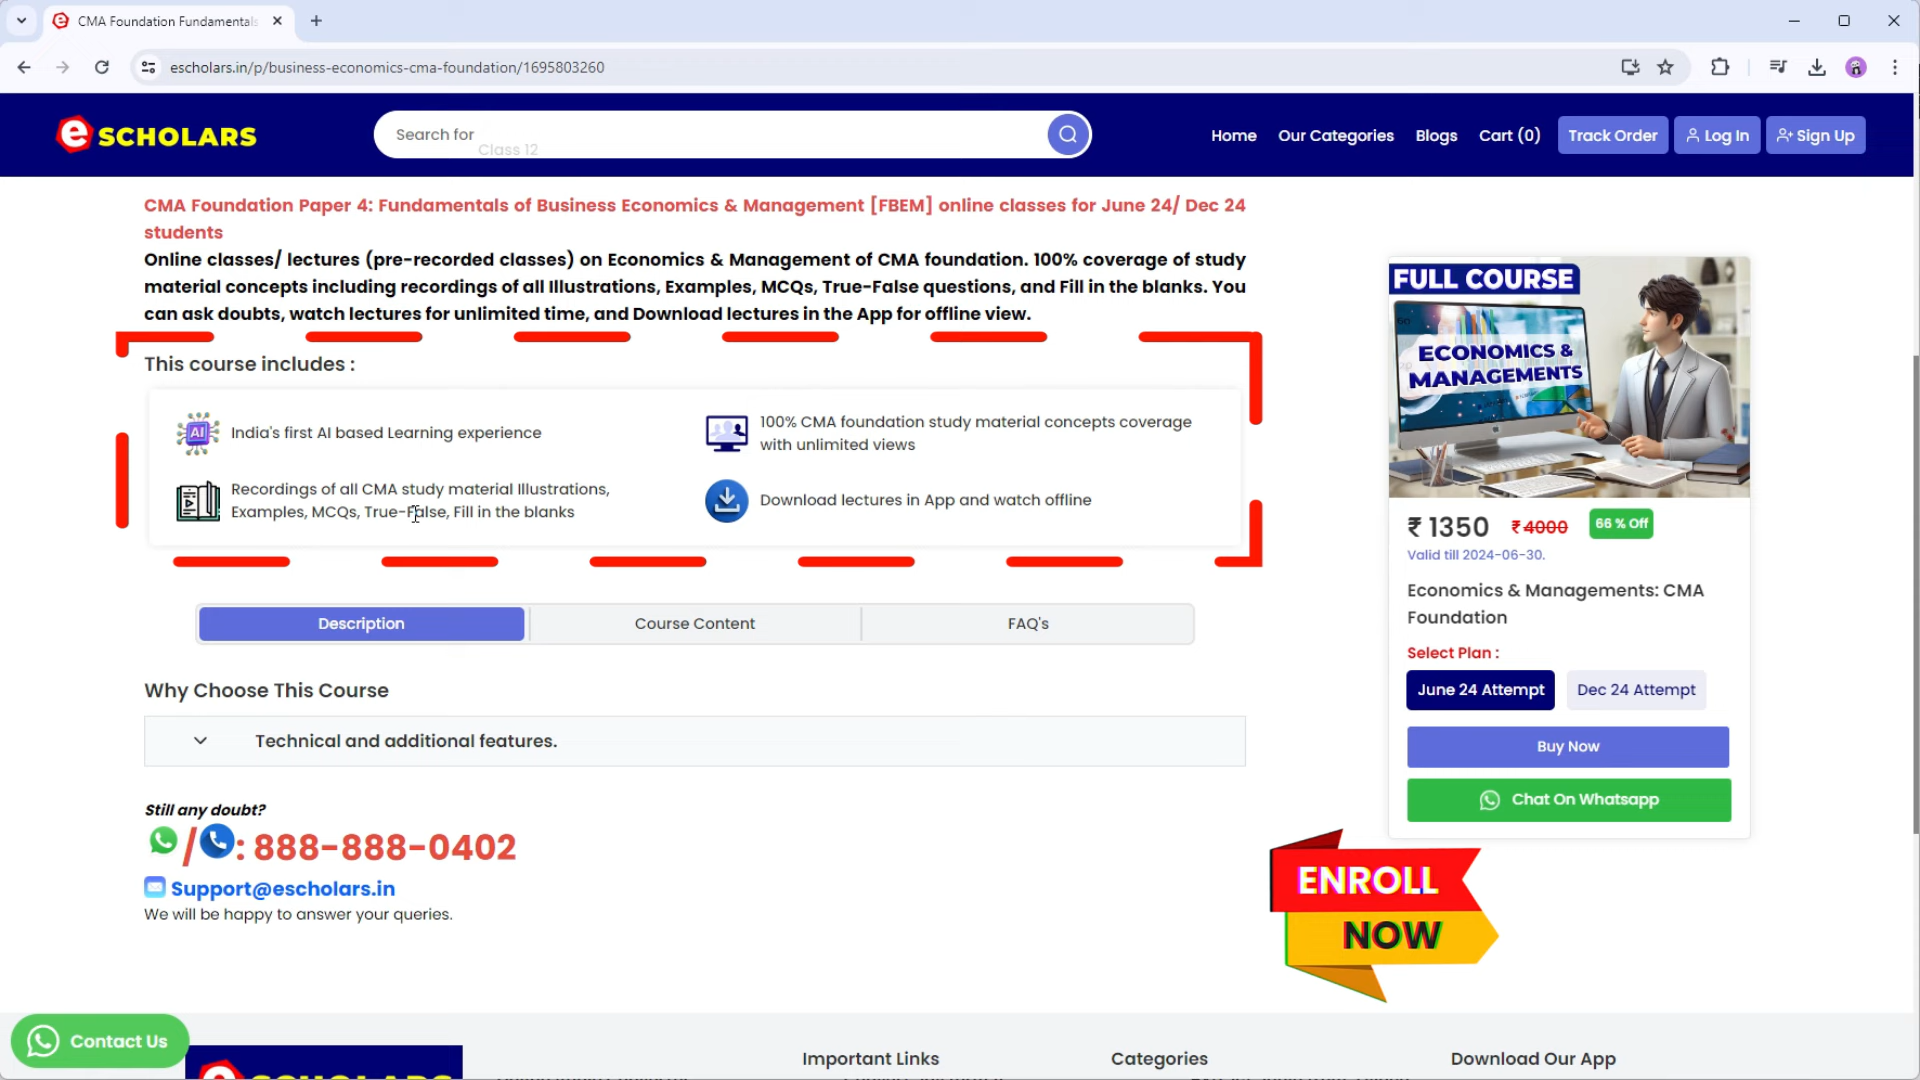 CMA Foundation Fundamentals
escholars.in/p/business-economics-cma-foundation/1695803260
e SCHOLARS
Search for
Class 12
Home
Our Categories
Blogs
Cart (0)
Track Order
Log In
Sign Up
CMA Foundation Paper 4: Fundamentals of Business Economics & Management [FBEM] online classes for June 24/ Dec 24
students
Online classes/ lectures (pre-recorded classes) on Economics & Management of CMA foundation. 100% coverage of study
material concepts including recordings of all Illustrations, Examples, MCQs, True-False questions, and Fill in the blanks. You
can ask doubts, watch lectures for unlimited time, and Download lectures in the App for offline view.
This course includes :
AI
India's first AI based Learning experience
100% CMA foundation study material concepts coverage
with unlimited views
Recordings of all CMA study material Illustrations,
Examples, MCQs, True-False, Fill in the blanks
Download lectures in App and watch offline
Description
Course Content
FAQ's
Why Choose This Course
Technical and additional features.
Still any doubt?
/ : 888-888-0402
Support@escholars.in
We will be happy to answer your queries.
FULL COURSE
ECONOMICS &
MANAGEMENTS
₹ 1350 ₹4000 66 % Off
Valid till 2024-06-30.
Economics & Managements: CMA
Foundation
Select Plan :
June 24 Attempt
Dec 24 Attempt
Buy Now
Chat On Whatsapp
ENROLL
NOW
Contact Us
Important Links
Categories
Download Our App